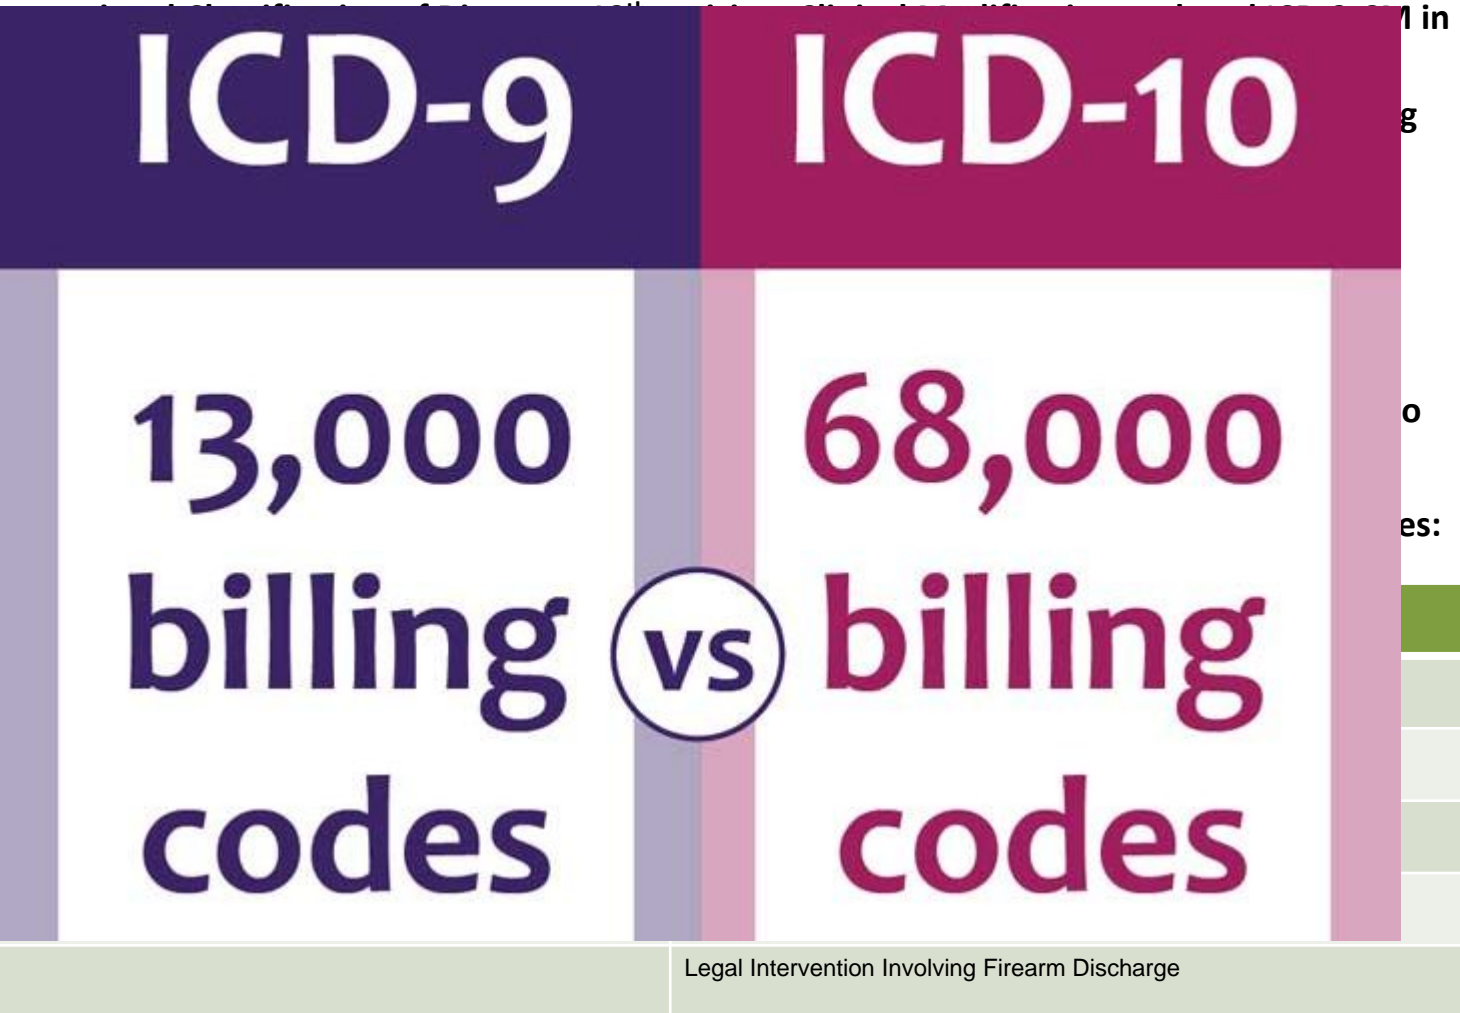 M in
ICD-9 ICD-10
g
13,000 68,000
o
es:
billing vs billing
codes codes
Legal Intervention Involving Firearm Discharge